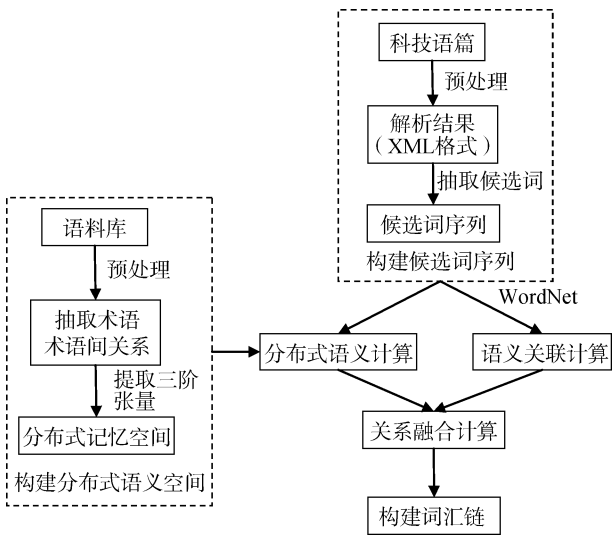 科技语篇
预处理
解析结果
（XML格式）
抽取候选词
候选词序列
构建候选词序列
语料库
预处理
抽取术语
术语间关系
提取三阶
张量
分布式记忆空间
构建分布式语义空间
WordNet
分布式语义计算
语义关联计算
关系融合计算
构建词汇链